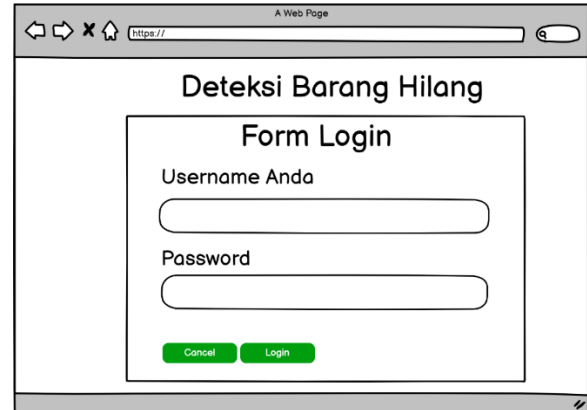 A Web Page
https://
Deteksi Barang Hilang
Form Login
Username Anda
Password
Cancel Login